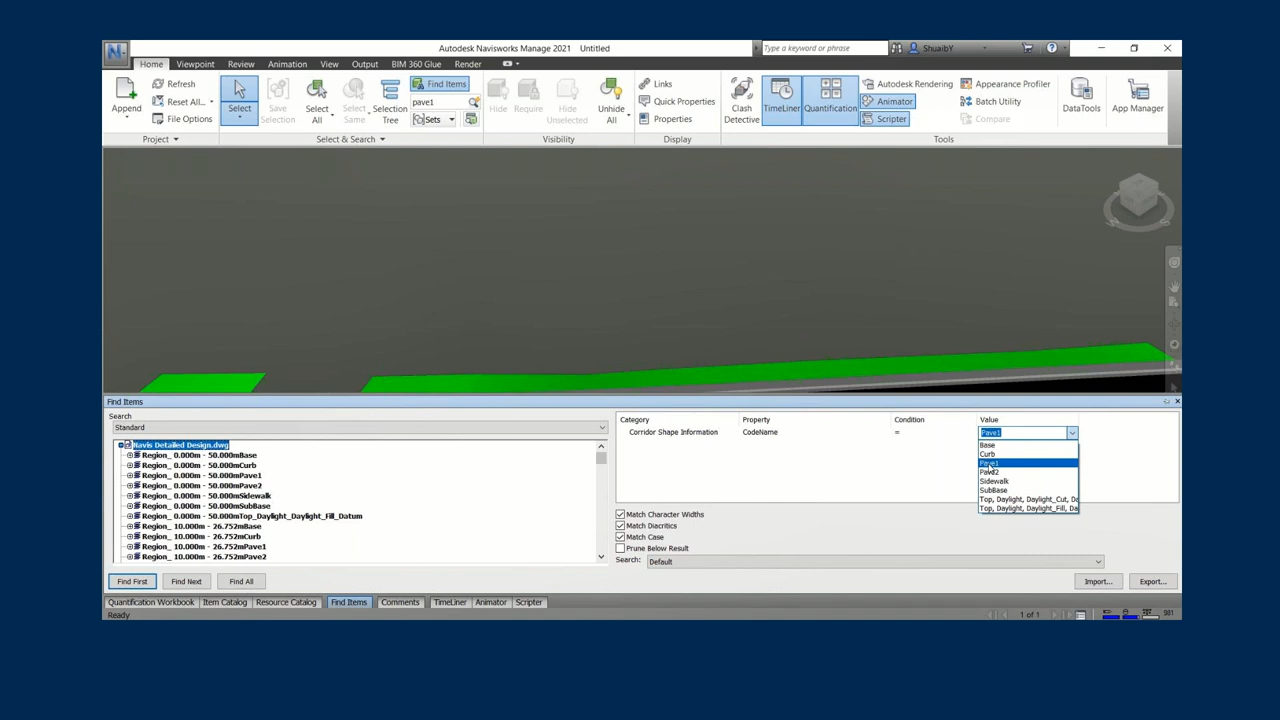 Autodesk Navisworks Manage 2021 Untitled
Type a keyword or phrase
ShuaibY
Home Viewpoint Review Animation View Output BIM 360 Glue Render
Append
Refresh
Reset All...
File Options
Project
Select
Save Selection
Select All
Select Same
Selection Tree
Find Items
pave1
Sets
Select & Search
Hide
Require
Hide Unselected
Unhide All
Visibility
Links
Quick Properties
Properties
Display
Clash Detective
TimeLiner
Quantification
Autodesk Rendering
Animator
Scripter
Appearance Profiler
Batch Utility
Compare
DataTools
App Manager
Tools
Find Items
Search
Standard
Navis Detailed Design.dwg
Region_ 0.000m - 50.000mBase
Region_ 0.000m - 50.000mCurb
Region_ 0.000m - 50.000mPave1
Region_ 0.000m - 50.000mPave2
Region_ 0.000m - 50.000mSidewalk
Region_ 0.000m - 50.000mSubBase
Region_ 0.000m - 50.000mTop_Daylight_Daylight_Fill_Datum
Region_ 10.000m - 26.752mBase
Region_ 10.000m - 26.752mCurb
Region_ 10.000m - 26.752mPave1
Region_ 10.000m - 26.752mPave2
Category Property Condition Value
Corridor Shape Information CodeName = Pave1
Base
Curb
Pave1
Pave2
Sidewalk
SubBase
Top, Daylight, Daylight_Cut, Da
Top, Daylight, Daylight_Fill, Da
Match Character Widths
Match Diacritics
Match Case
Prune Below Result
Search: Default
Find First Find Next Find All Import... Export...
Quantification Workbook Item Catalog Resource Catalog Find Items Comments TimeLiner Animator Scripter
Ready 1 of 1 981